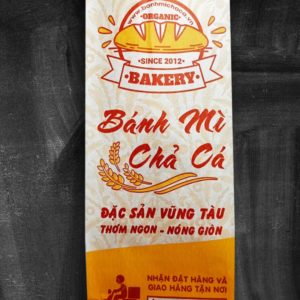 www.banhmichaca.vn
ORGANIC
SINCE 2012
BAKERY
Bánh Mì
Chả Cá
ĐẶC SẢN VŨNG TÀU
THƠM NGON - NÓNG GIÒN
NHẬN ĐẶT HÀNG VÀ
GIAO HÀNG TẬN NƠI